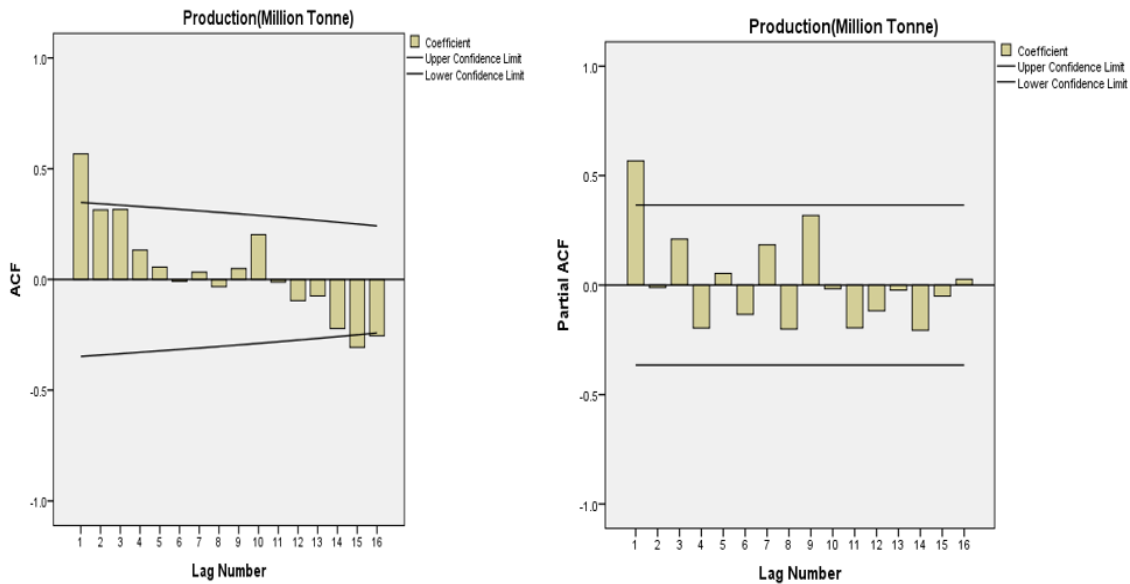 Production(Million Tonne)
Coefficient
Upper Confidence Limit
Lower Confidence Limit
1.0
0.5
0.0
-0.5
-1.0
ACF
1 2 3 4 5 6 7 8 9 10 11 12 13 14 15 16
Lag Number
Production(Million Tonne)
Coefficient
Upper Confidence Limit
Lower Confidence Limit
1.0
0.5
0.0
-0.5
-1.0
Partial ACF
1 2 3 4 5 6 7 8 9 10 11 12 13 14 15 16
Lag Number